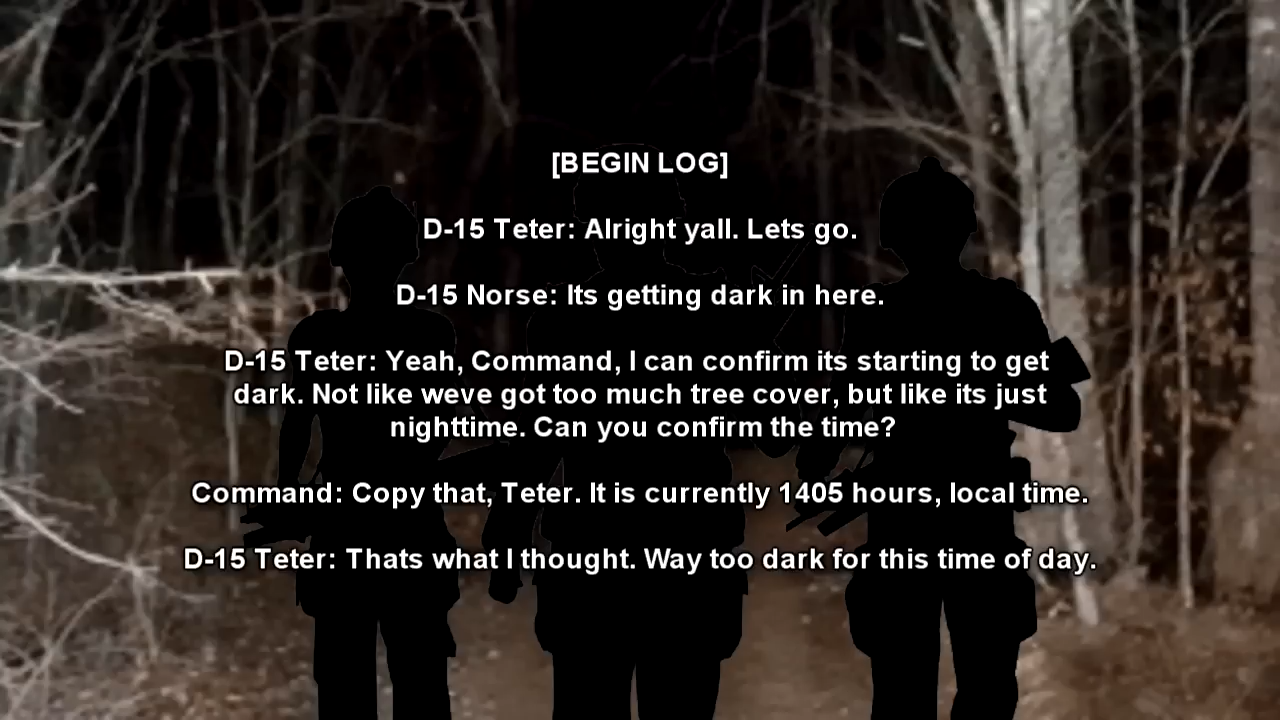 [BEGIN LOG]
D-15 Teter: Alright yall. Lets go.
D-15 Norse: Its getting dark in here.
D-15 Teter: Yeah, Command, I can confirm its starting to get
dark. Not like weve got too much tree cover, but like its just
nighttime. Can you confirm the time?
Command: Copy that, Teter. It is currently 1405 hours, local time.
D-15 Teter: Thats what I thought. Way too dark for this time of day.